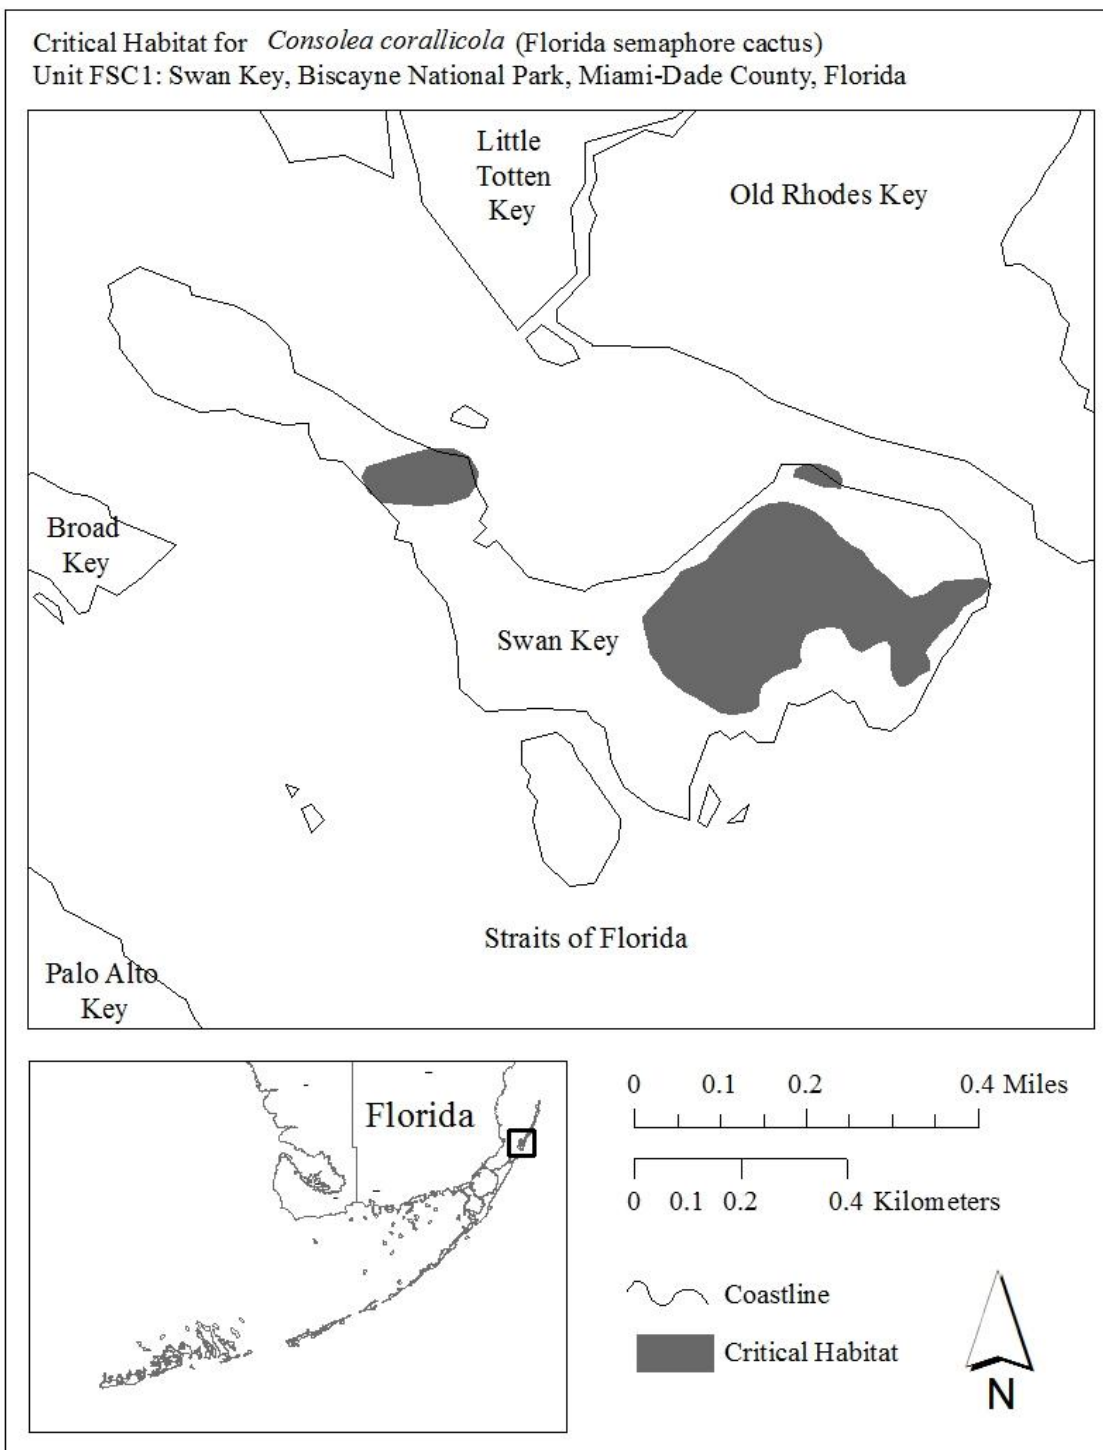 Critical Habitat for Consolea corallicola (Florida semaphore cactus)
Unit FSC1: Swan Key, Biscayne National Park, Miami-Dade County, Florida
Little
Totten
Key
Old Rhodes Key
Broad
Key
Swan Key
Straits of Florida
Palo Alto
Key
Florida
0 0.1 0.2 0.4 Miles
0 0.1 0.2 0.4 Kilometers
Coastline
Critical Habitat
N